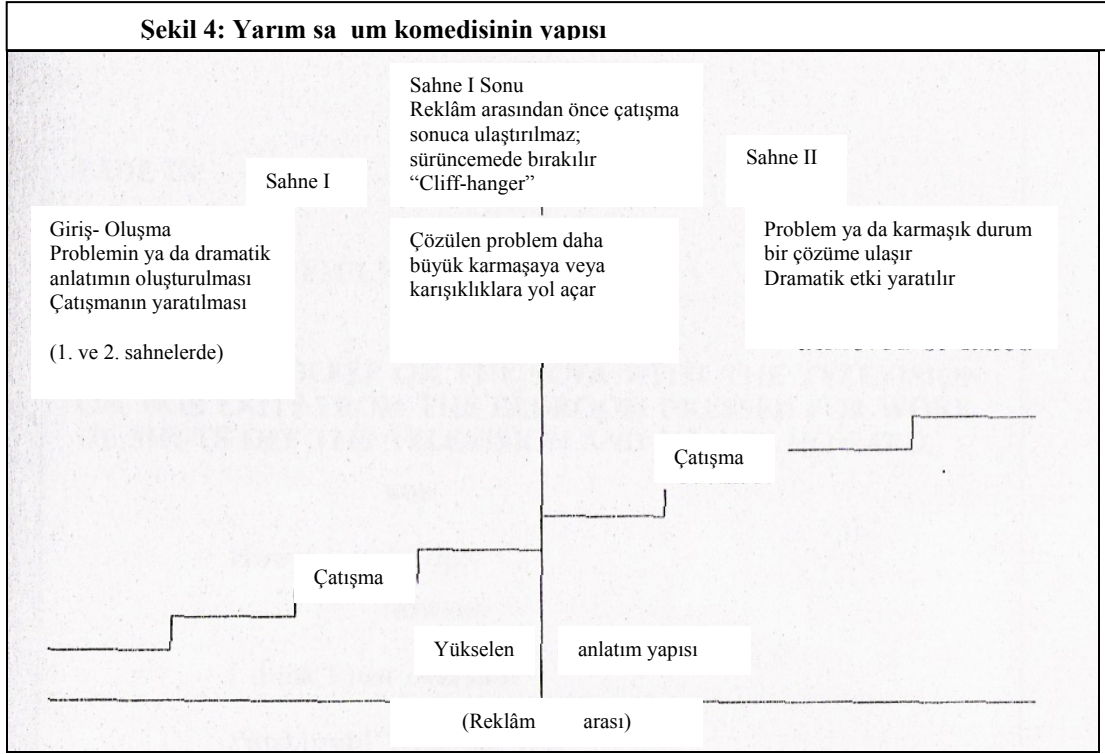 Şekil 4: Yarım sa um komedisinin yapısı
Sahne I Sonu
Reklâm arasından önce çatışma
sonuca ulaştırılmaz;
sürüncemede bırakılır
“Cliff-hanger”
Sahne I
Sahne II
Giriş- Oluşma
Problemin ya da dramatik
anlatımın oluşturulması
Çatışmanın yaratılması
(1. ve 2. sahnelerde)
Çözülen problem daha
büyük karmaşaya veya
karışıklıklara yol açar
Problem ya da karmaşık durum
bir çözüme ulaşır
Dramatik etki yaratılır
Çatışma
Çatışma
Yükselen anlatım yapısı
(Reklâm arası)